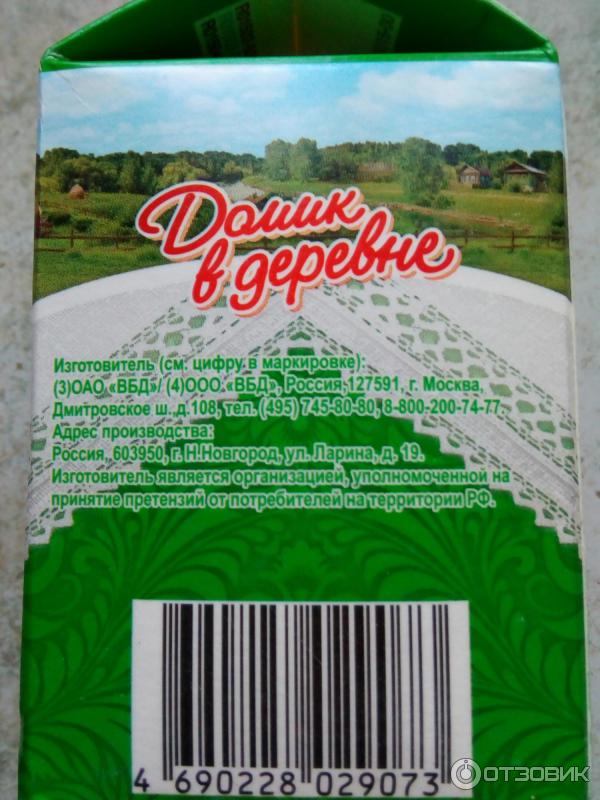 Домик
в деревне
Изготовитель (см. цифру в маркировке):
(3)ОАО «ВБД»/ (4)ООО «ВБД», Россия,127591, г. Москва,
Дмитровское ш. д.108, тел. (495) 745-80-80, 8-800-200-74-77.
Адрес производства:
Россия, 603950, г. Н.Новгород, ул. Ларина, д. 19.
Изготовитель является организацией, уполномоченной на
принятие претензий от потребителей на территории РФ.
4 690228 029073
ОТЗОВИК